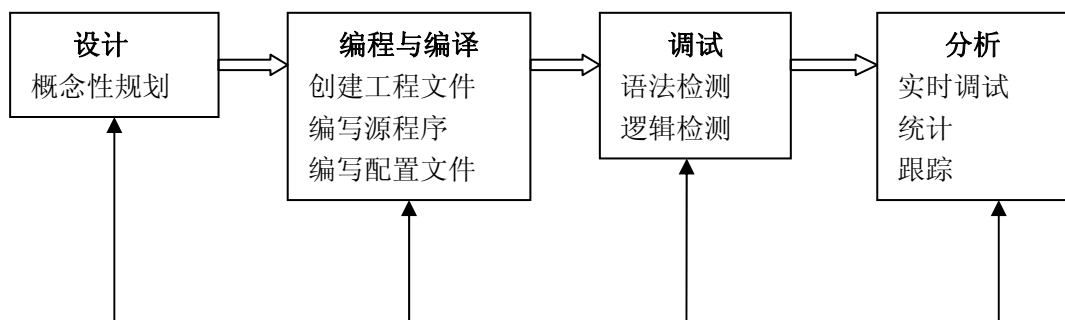 设计
概念性规划
编程与编译
创建工程文件
编写源程序
编写配置文件
调试
语法检测
逻辑检测
分析
实时调试
统计
跟踪